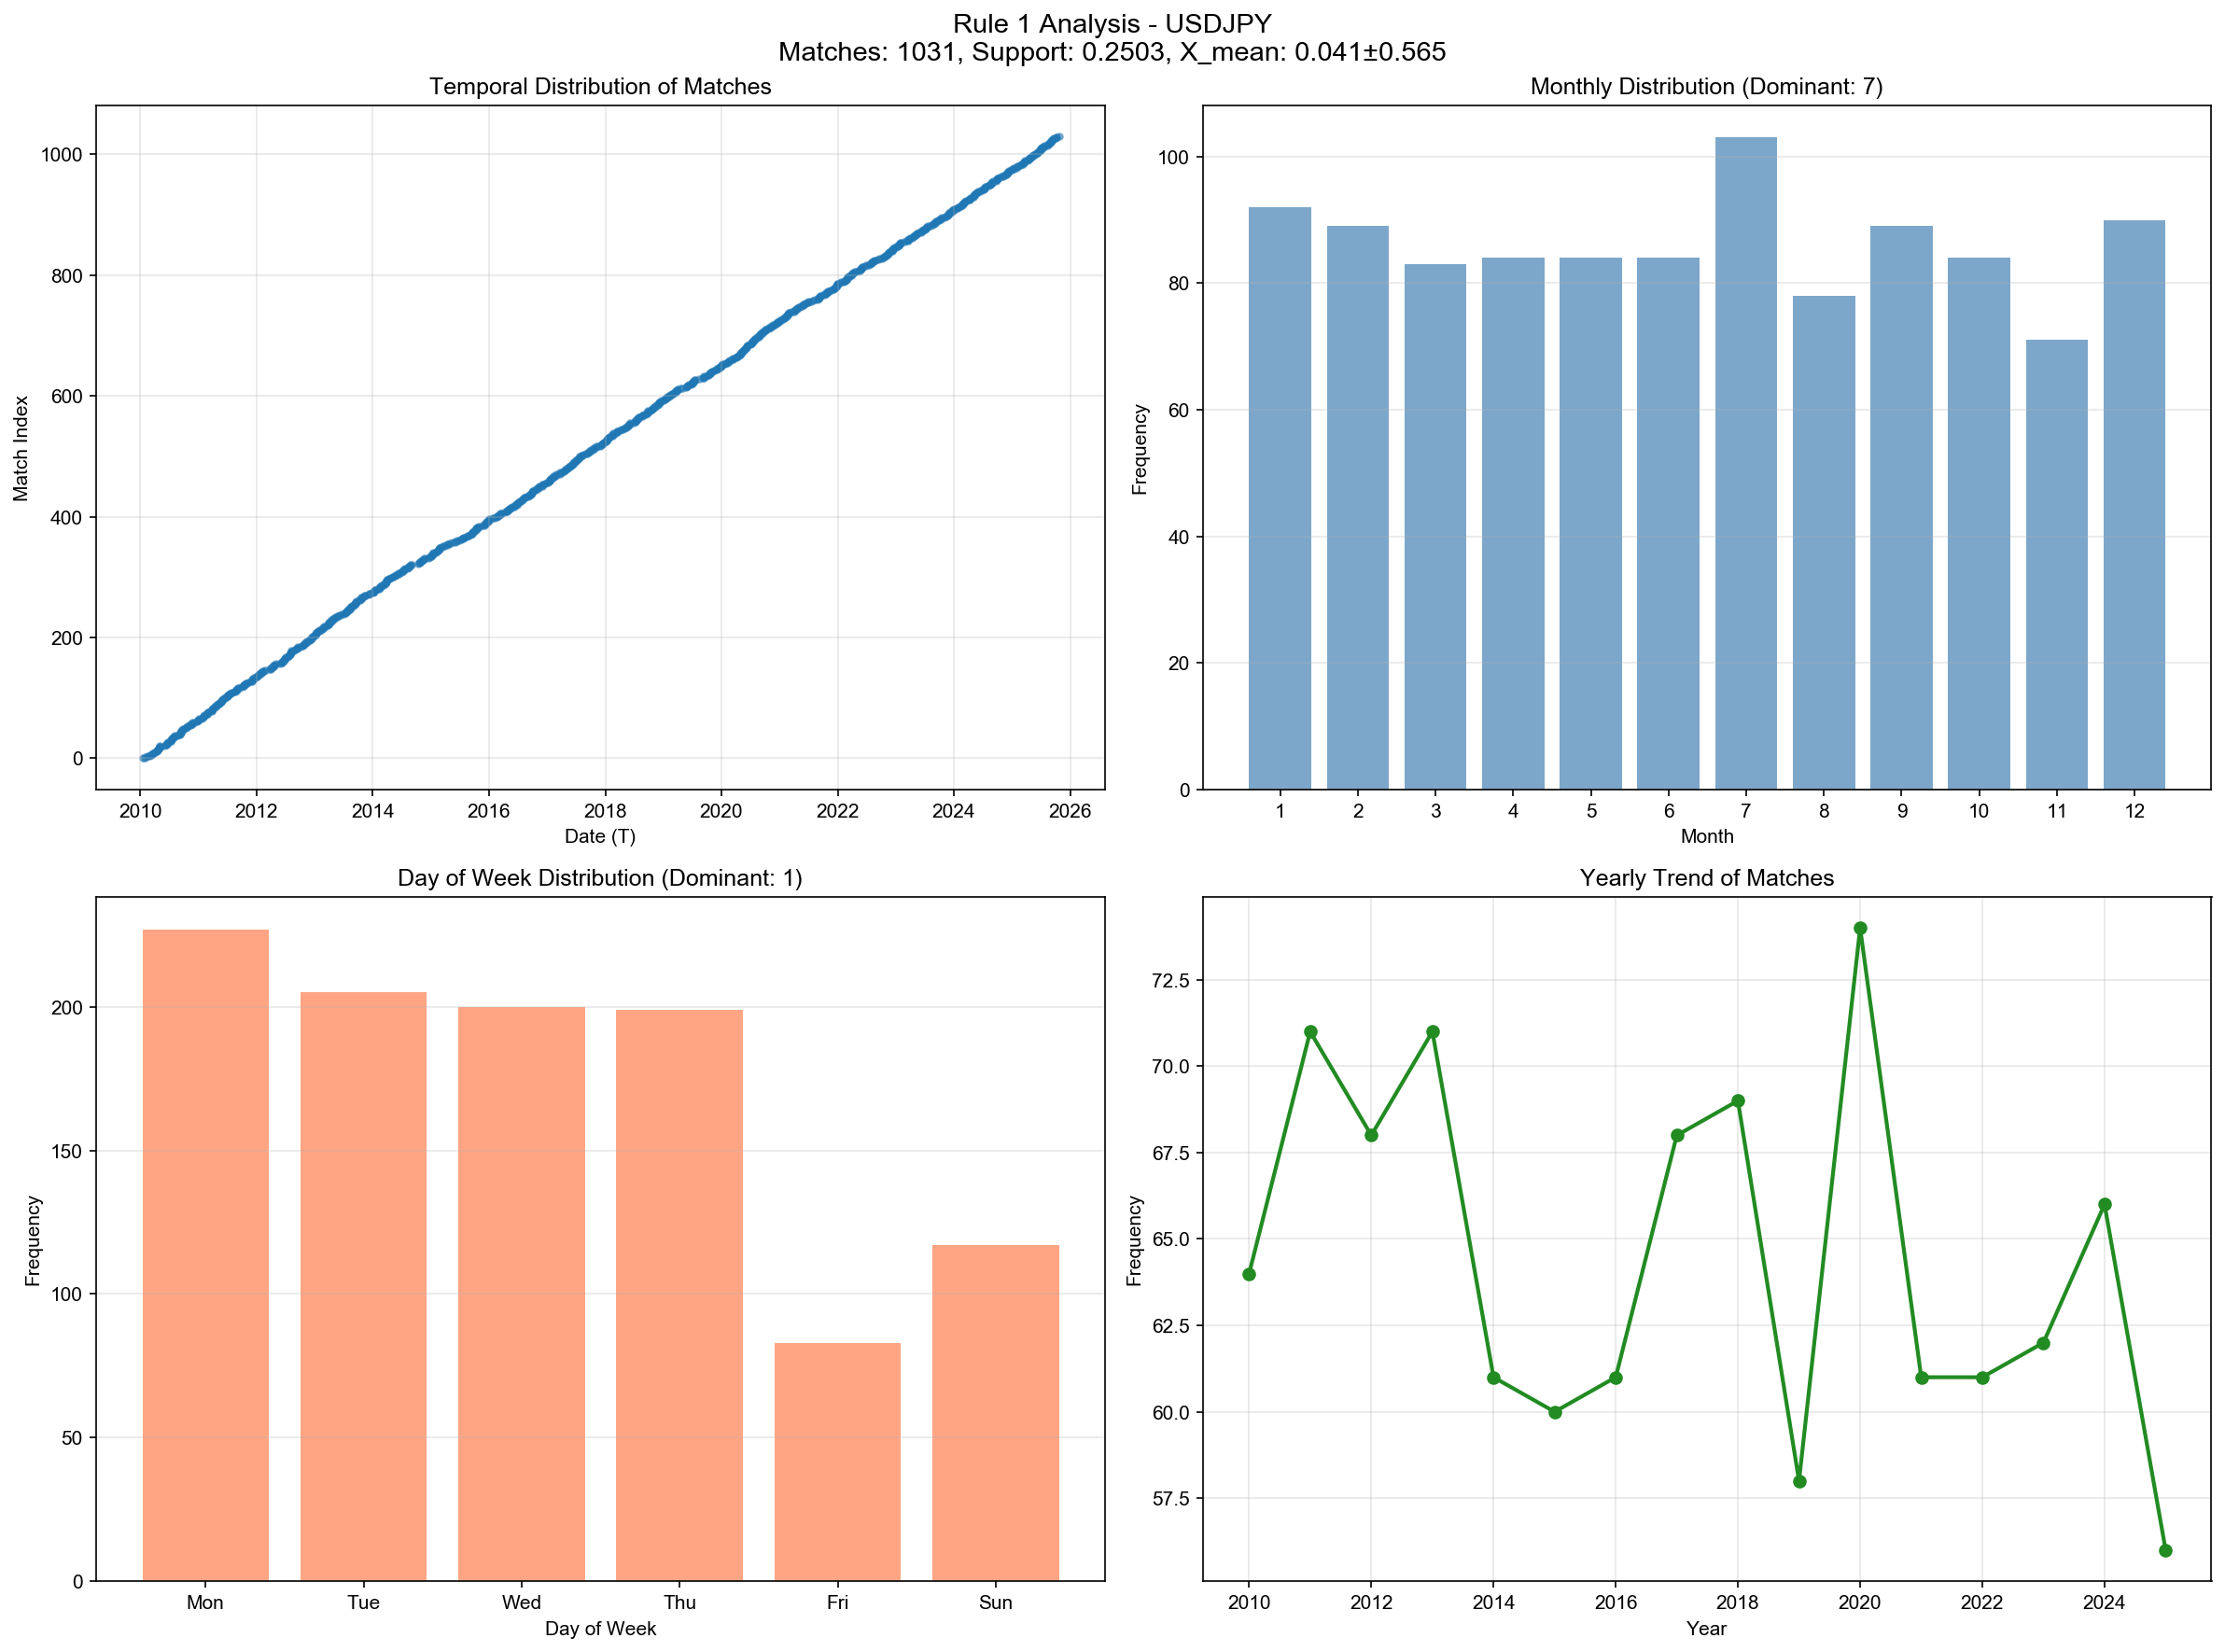 Rule 1 Analysis - USDJPY
Matches: 1031, Support: 0.2503, X_mean: 0.041±0.565
Temporal Distribution of Matches
1000
800
600
400
200
0
Match Index
2010 2012 2014 2016 2018 2020 2022 2024 2026
Date (T)
Monthly Distribution (Dominant: 7)
100
80
60
40
20
0
Frequency
1 2 3 4 5 6 7 8 9 10 11 12
Month
Day of Week Distribution (Dominant: 1)
200
150
100
50
0
Frequency
Mon Tue Wed Thu Fri Sun
Day of Week
Yearly Trend of Matches
72.5
70.0
67.5
65.0
62.5
60.0
57.5
Frequency
2010 2012 2014 2016 2018 2020 2022 2024
Year